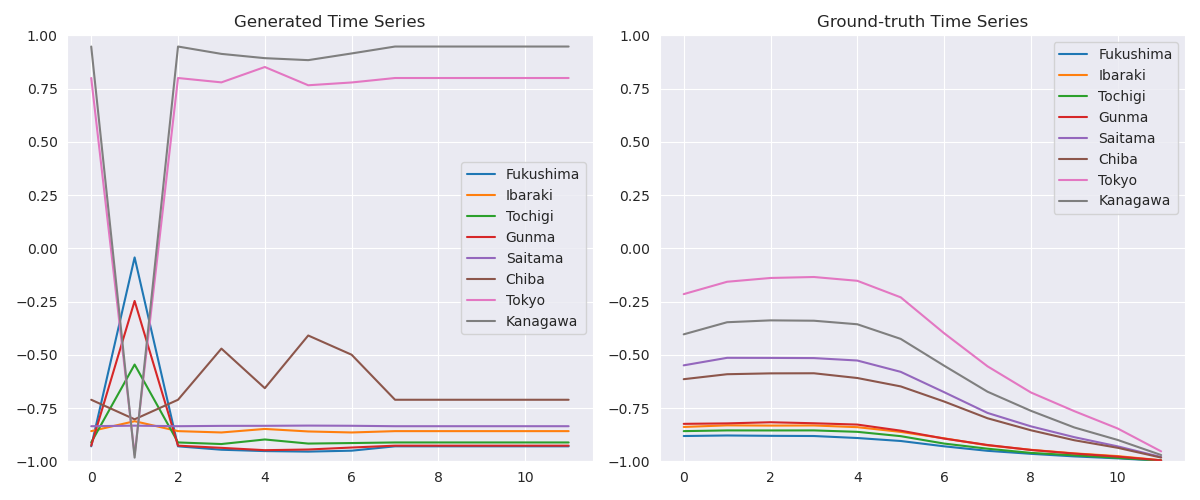 Generated Time Series
1.00
0.75
0.50
0.25
0.00
−0.25
−0.50
−0.75
−1.00
0 2 4 6 8 10
Fukushima
Ibaraki
Tochigi
Gunma
Saitama
Chiba
Tokyo
Kanagawa
Ground-truth Time Series
1.00
0.75
0.50
0.25
0.00
−0.25
−0.50
−0.75
−1.00
0 2 4 6 8 10
Fukushima
Ibaraki
Tochigi
Gunma
Saitama
Chiba
Tokyo
Kanagawa